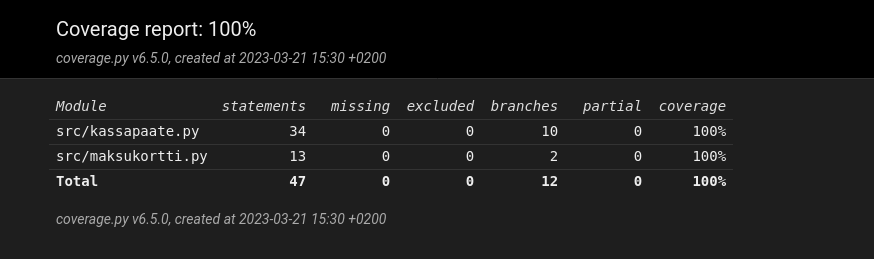 Coverage report: 100%
coverage.py v6.5.0, created at 2023-03-21 15:30 +0200
Module statements missing excluded branches partial coverage
src/kassapaate.py 34 0 0 10 0 100%
src/maksukortti.py 13 0 0 2 0 100%
Total 47 0 0 12 0 100%
coverage.py v6.5.0, created at 2023-03-21 15:30 +0200